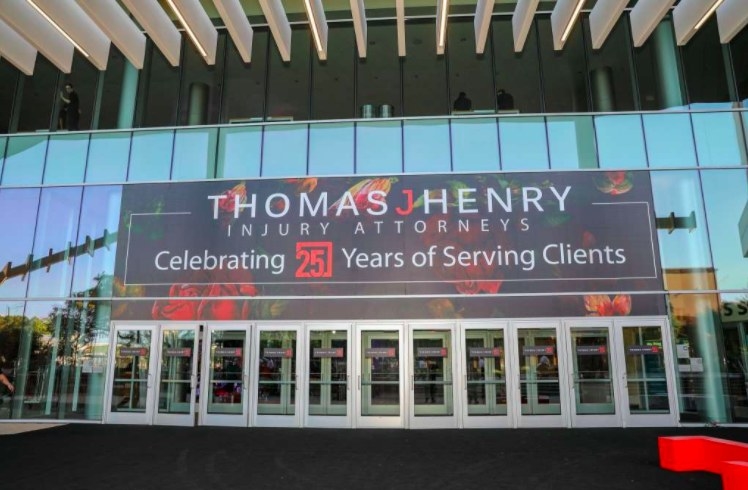 THOMAS J HENRY
INJURY ATTORNEYS
Celebrating 25 Years of Serving Clients